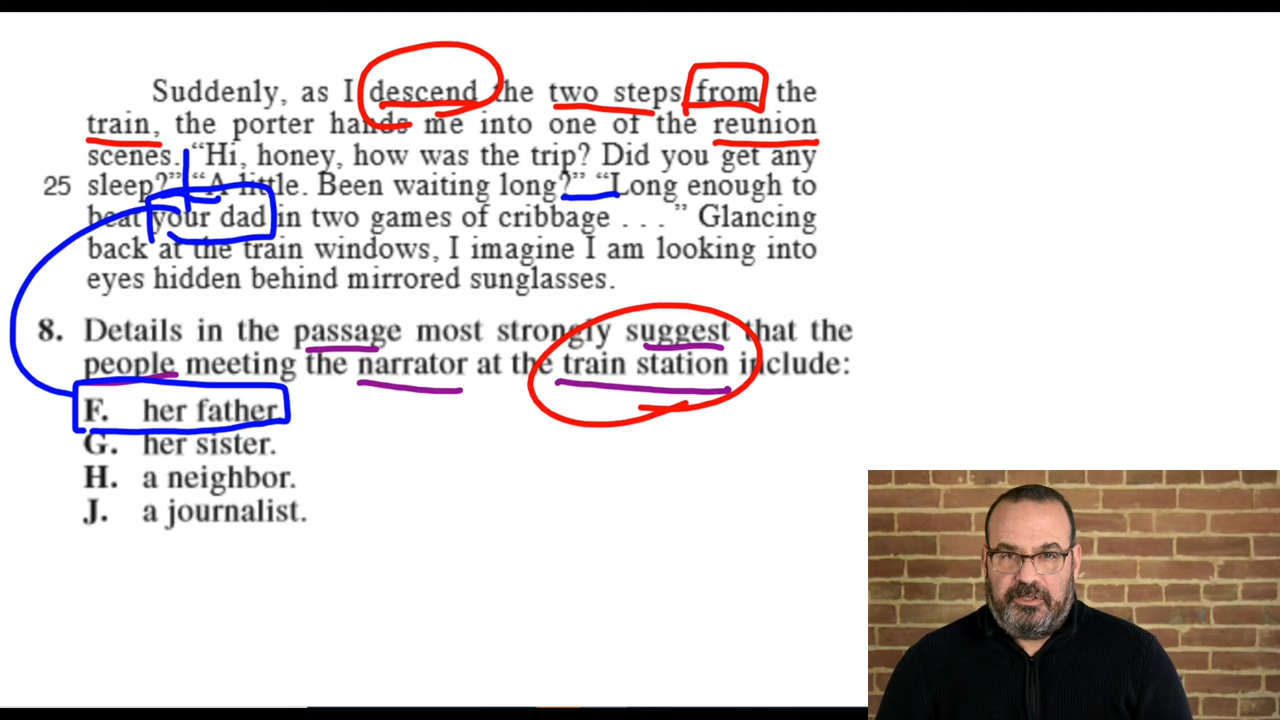 Suddenly, as I descend the two steps from the
train, the porter hands me into one of the reunion
scenes. “Hi, honey, how was the trip? Did you get any
25 sleep?” “A little. Been waiting long?” “Long enough to
beat your dad in two games of cribbage . . . ” Glancing
back at the train windows, I imagine I am looking into
eyes hidden behind mirrored sunglasses.
8. Details in the passage most strongly suggest that the
people meeting the narrator at the train station include:
F. her father.
G. her sister.
H. a neighbor.
J. a journalist.